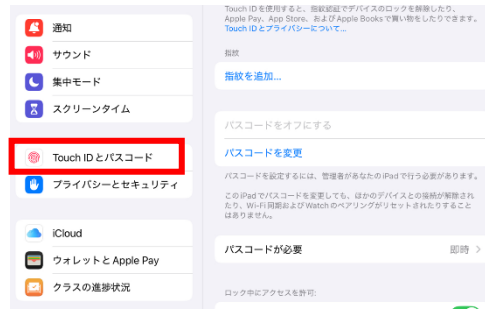 通知
サウンド
集中モード
スクリーンタイム
Touch IDとパスコード
プライバシーとセキュリティ
iCloud
ウォレットとApple Pay
クラスの進捗状況
Touch IDを使用すると、指紋認証でデバイスのロックを解除したり、
Apple Pay、App Store、およびApple Booksで買い物をしたりできます。
Touch IDとプライバシーについて...
指紋
指紋を追加...
パスコードをオフにする
パスコードを変更
パスコードを設定するには、管理者があなたのiPadで行う必要があります。
このiPadでパスコードを変更しても、ほかのデバイスとの接続が解除され
たり、Wi-Fi同期およびWatchのペアリングがリセットされたりすること
はありません。
パスコードが必要
即時
ロック中にアクセスを許可: